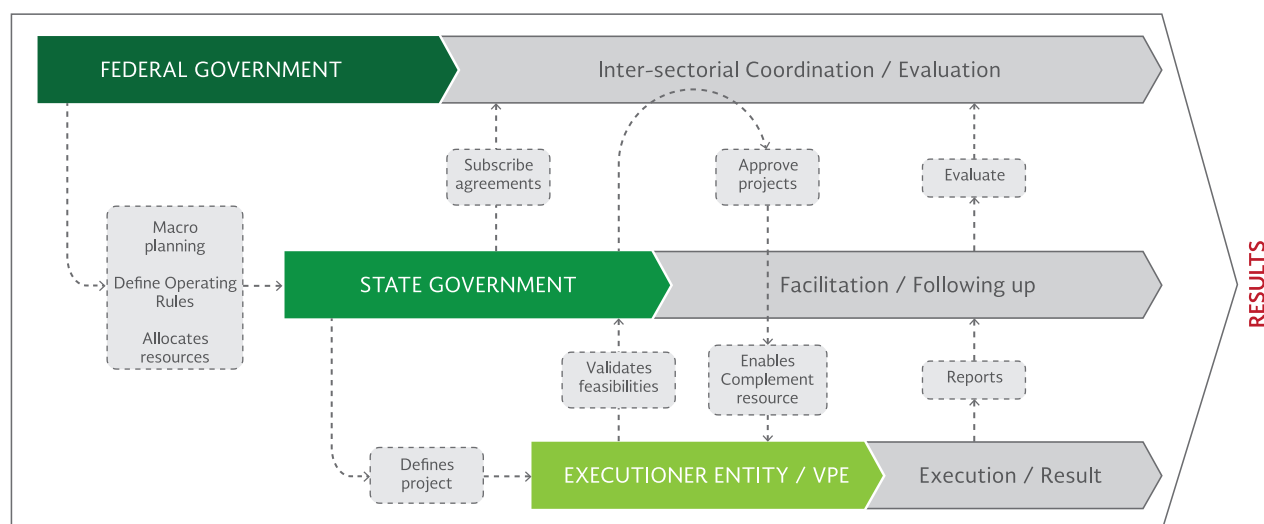 FEDERAL GOVERNMENT
Inter-sectorial Coordination / Evaluation
Subscribe
agreements
Approve
projects
Evaluate
Macro
planning
Define Operating
Rules
Allocates
resources
STATE GOVERNMENT
Facilitation / Following up
RESULTS
Validates
feasibilities
Enables
Complement
resource
Reports
Defines
project
EXECUTIONER ENTITY / VPE
Execution / Result